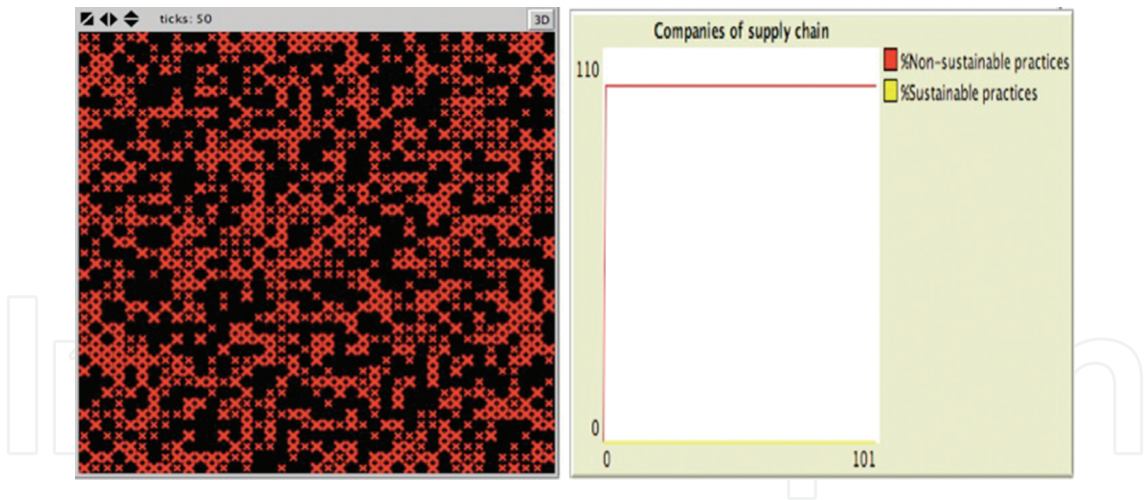 ticks: 50
3D
Companies of supply chain
110
0
0
101
%Non-sustainable practices
%Sustainable practices